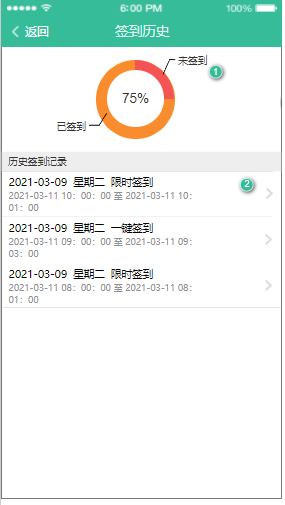 6:00 PM 100%
返回 签到历史
未签到
1
75%
已签到
历史签到记录
2021-03-09 星期二 限时签到
2
2021-03-11 10：00：00 至 2021-03-11 10：
01：00
2021-03-09 星期二 一键签到
2021-03-11 09：00：00 至 2021-03-11 09：
03：00
2021-03-09 星期二 限时签到
2021-03-11 08：00：00 至 2021-03-11 08：
01：00